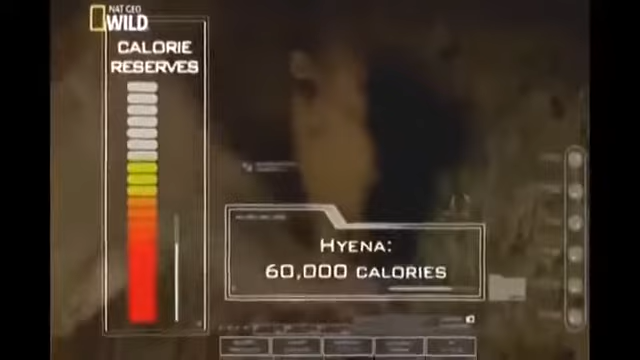 NAT GEO
WILD
CALORIE
RESERVES
HYENA:
60,000 CALORIES